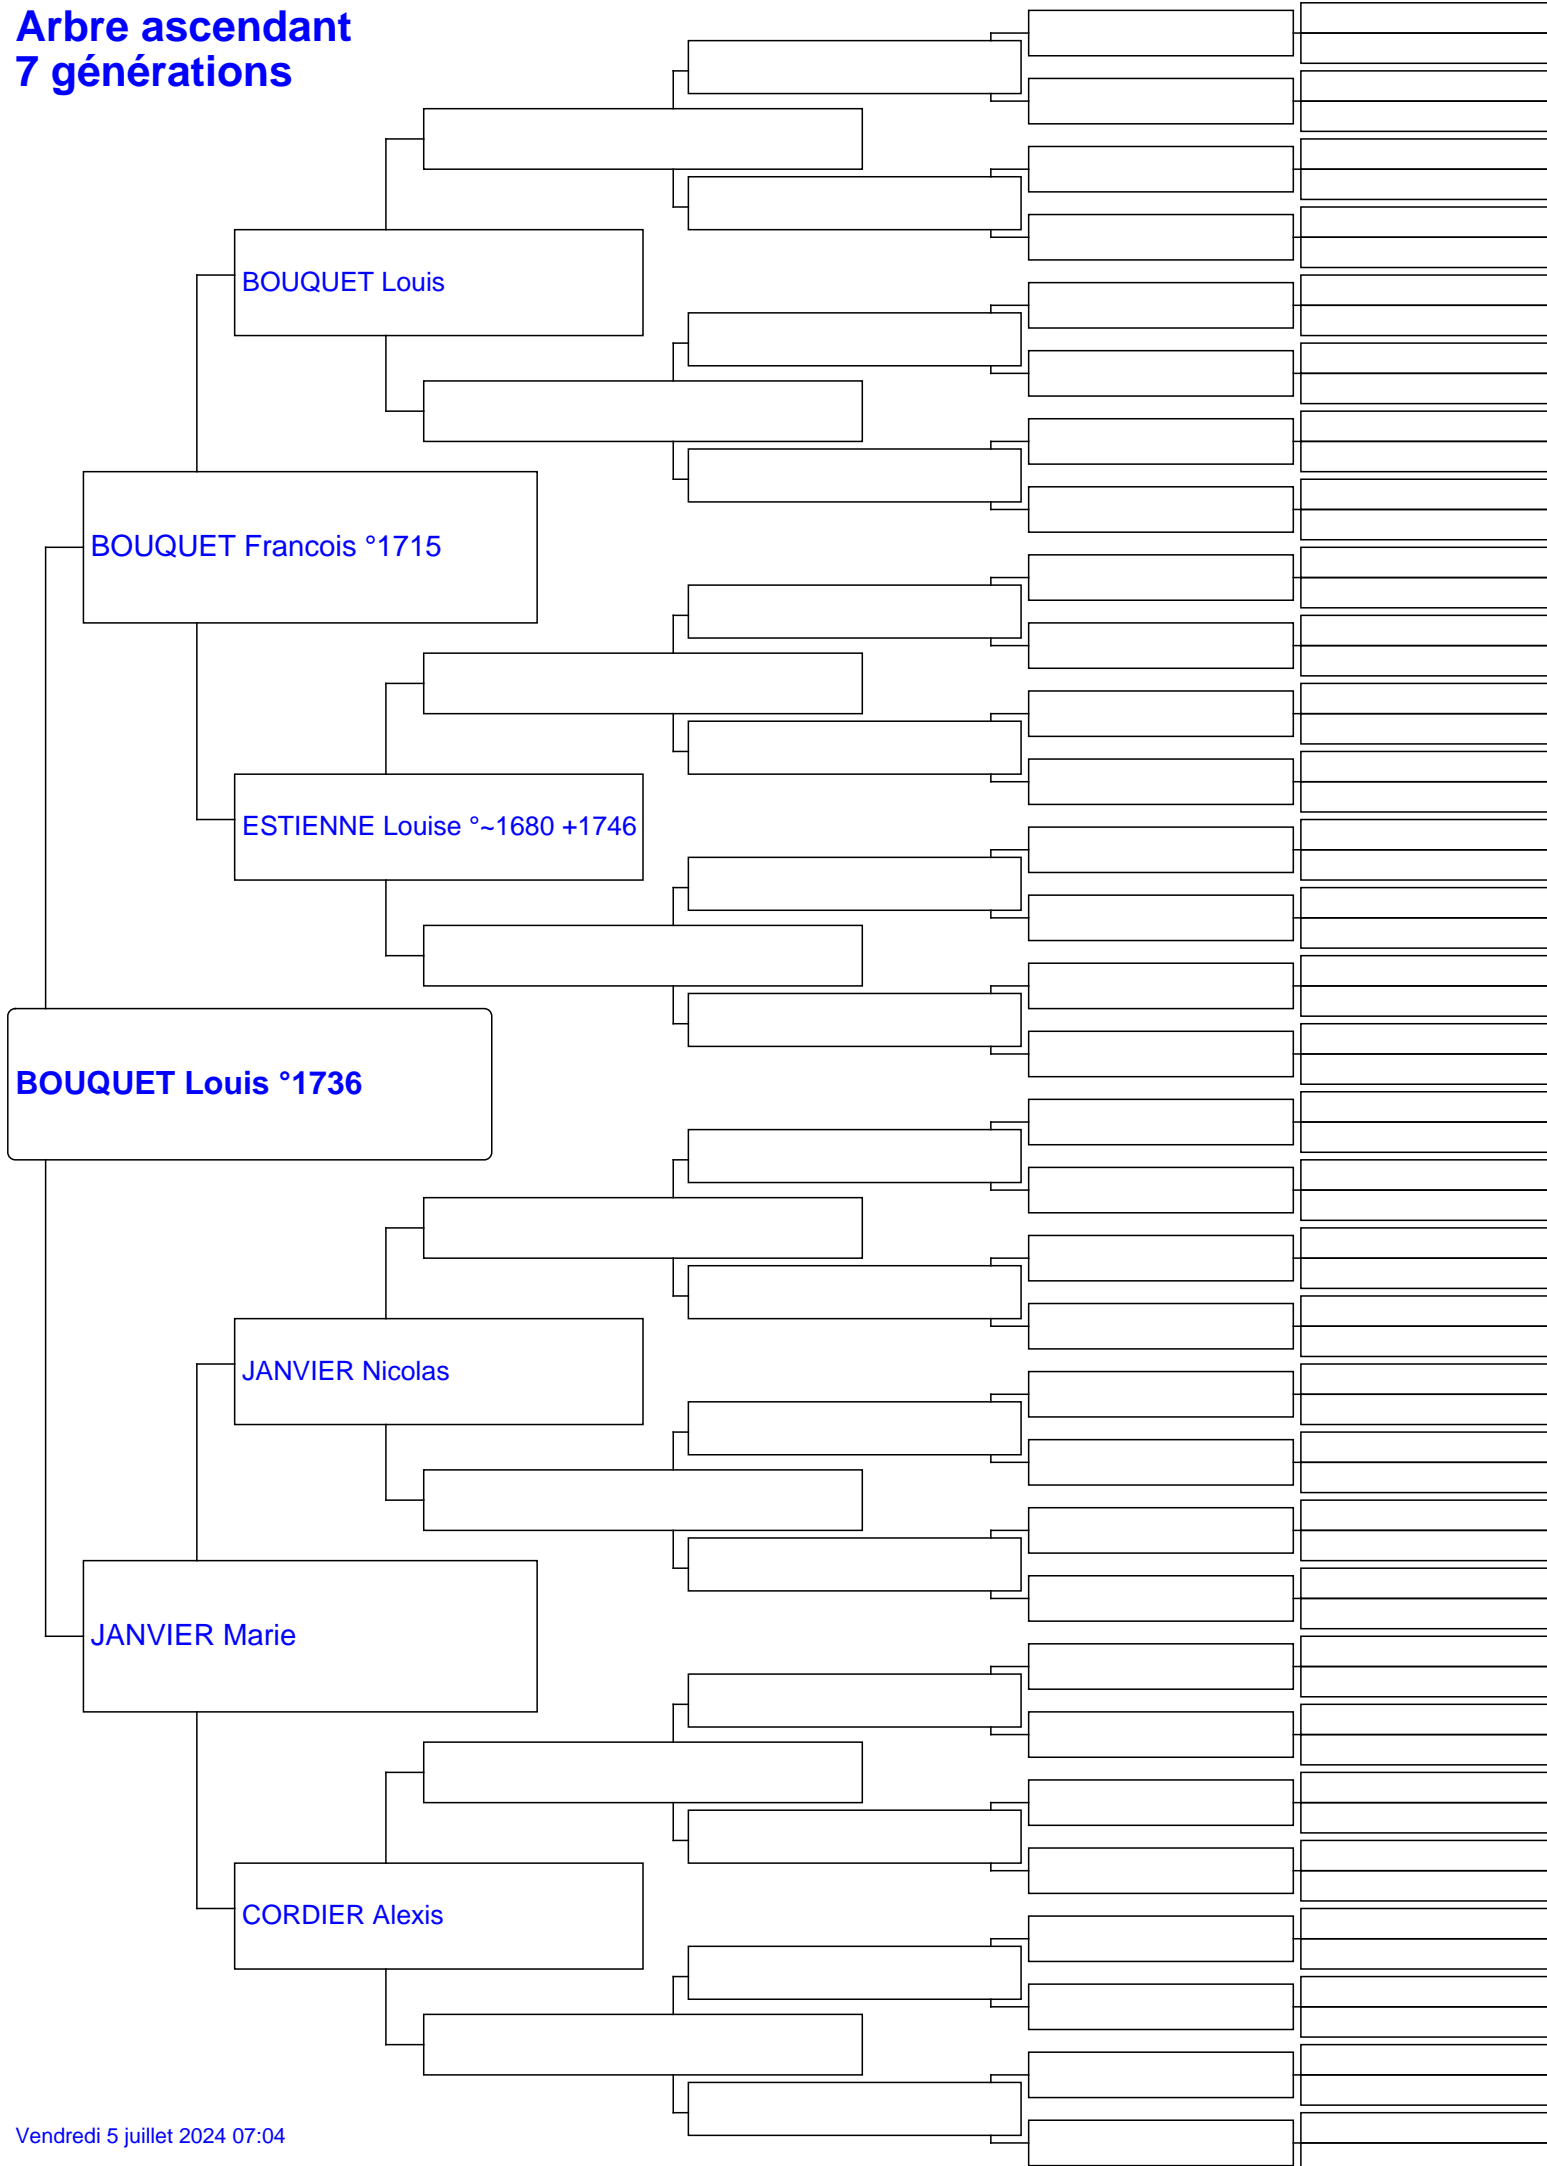 Arbre ascendant
7 générations
BOUQUET Louis
BOUQUET Francois °1715
ESTIENNE Louise °~1680 +1746
BOUQUET Louis °1736
JANVIER Nicolas
JANVIER Marie
CORDIER Alexis
Vendredi 5 juillet 2024 07:04